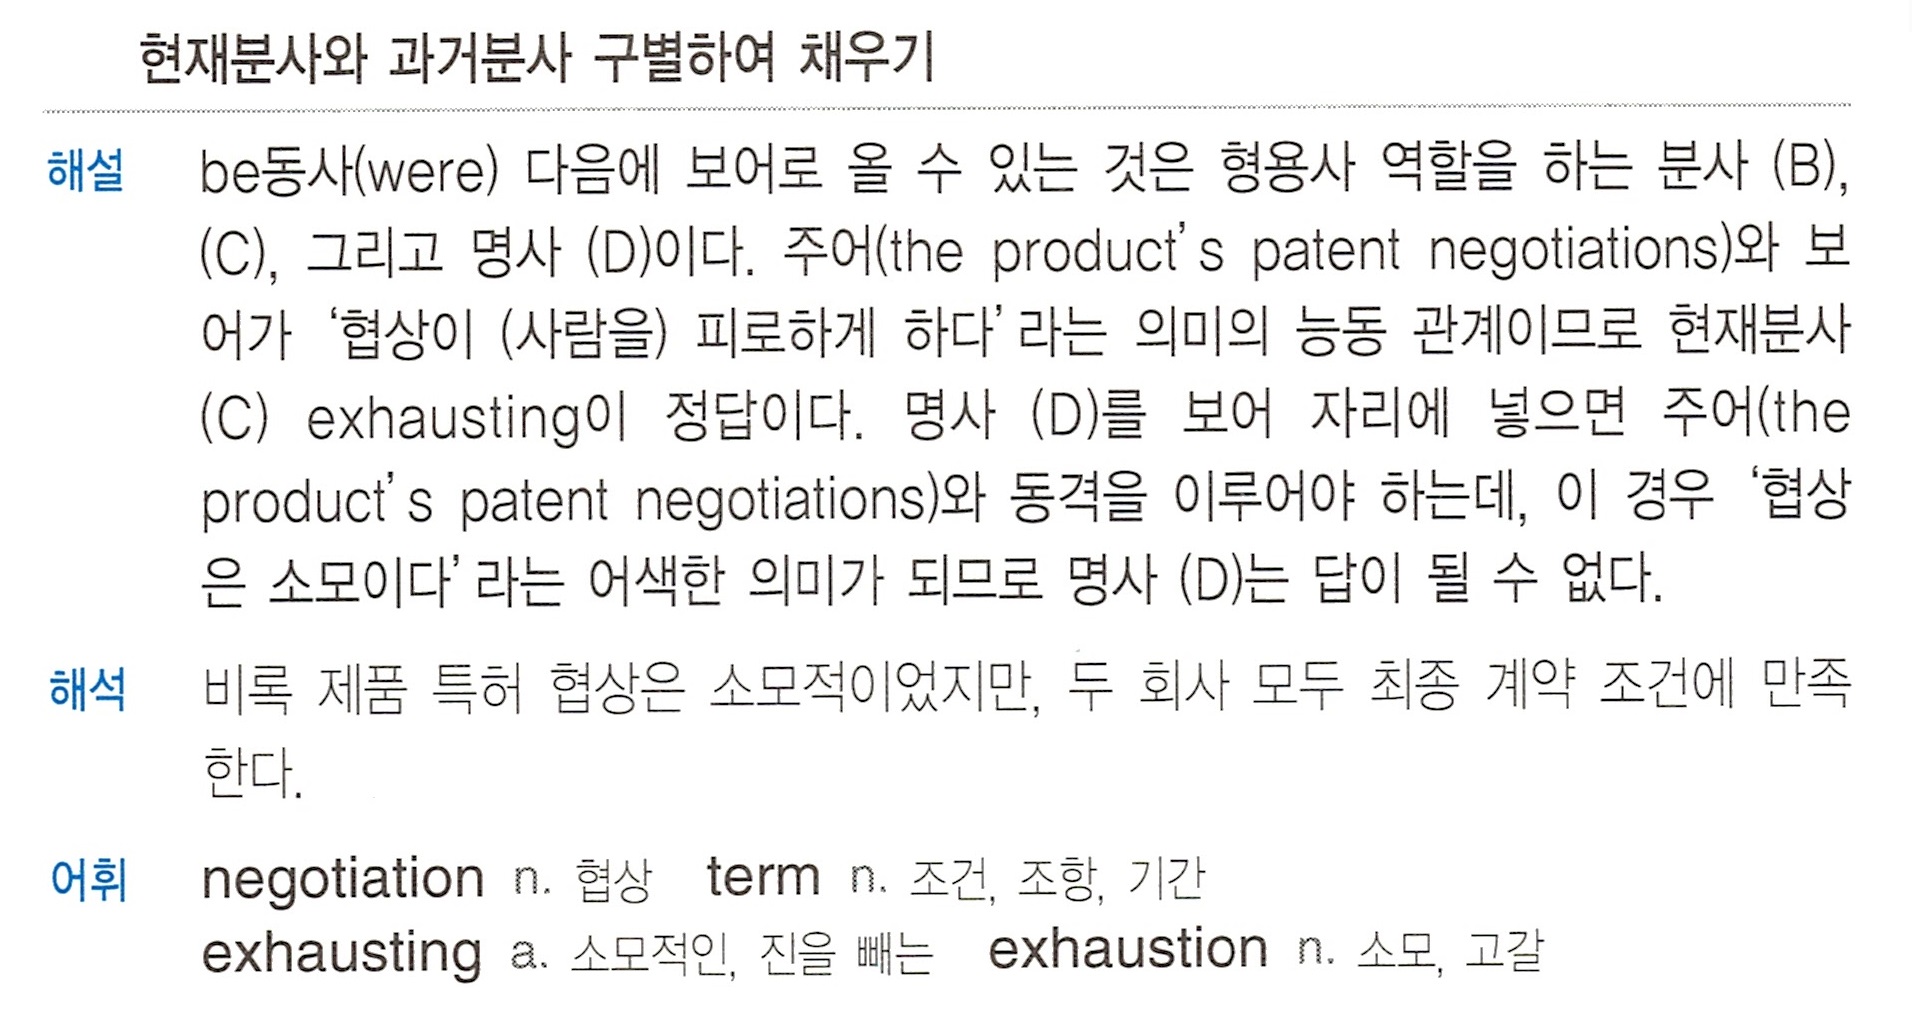 현재분사와 과거분사 구별하여 채우기
해설 be동사(were) 다음에 보어로 올 수 있는 것은 형용사 역할을 하는 분사 (B),
(C), 그리고 명사 (D)이다. 주어(the product's patent negotiations)와 보
어가 '협상이 (사람을) 피로하게 하다'라는 의미의 능동 관계이므로 현재분사
(C) exhausting이 정답이다. 명사 (D)를 보어 자리에 넣으면 주어(the
product's patent negotiations)와 동격을 이루어야 하는데, 이 경우 '협상
은 소모이다'라는 어색한 의미가 되므로 명사 (D)는 답이 될 수 없다.
해석 비록 제품 특허 협상은 소모적이었지만, 두 회사 모두 최종 계약 조건에 만족
한다.
어휘 negotiation n. 협상 term n. 조건, 조항, 기간
exhausting a. 소모적인, 진을 빼는 exhaustion n. 소모, 고갈